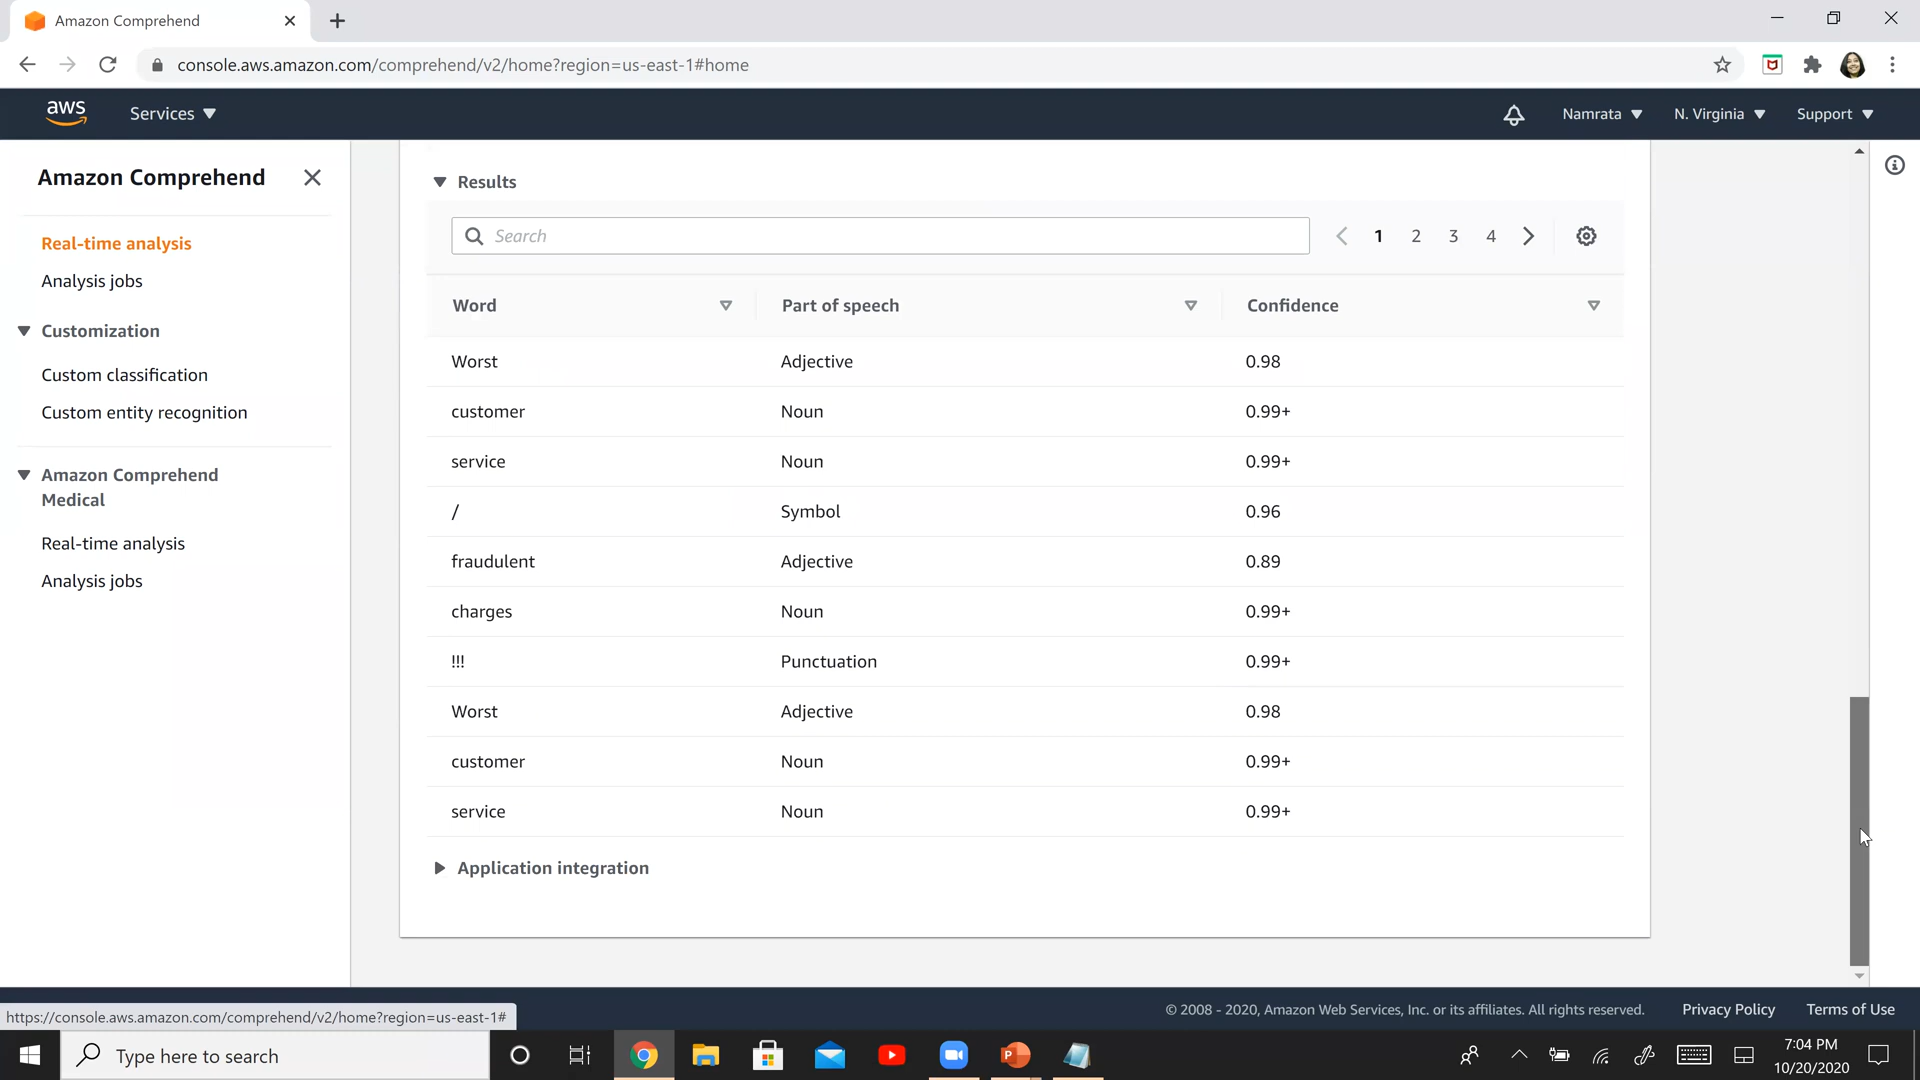 Amazon Comprehend
console.aws.amazon.com/comprehend/v2/home?region=us-east-1#home
aws Services Namrata N. Virginia Support
Amazon Comprehend
Real-time analysis
Analysis jobs
Customization
Custom classification
Custom entity recognition
Amazon Comprehend
Medical
Real-time analysis
Analysis jobs
Results
Search 1 2 3 4
Word Part of speech Confidence
Worst Adjective 0.98
customer Noun 0.99+
service Noun 0.99+
/ Symbol 0.96
fraudulent Adjective 0.89
charges Noun 0.99+
!!! Punctuation 0.99+
Worst Adjective 0.98
customer Noun 0.99+
service Noun 0.99+
Application integration
© 2008 - 2020, Amazon Web Services, Inc. or its affiliates. All rights reserved. Privacy Policy Terms of Use
https://console.aws.amazon.com/comprehend/v2/home?region=us-east-1#
Type here to search
7:04 PM
10/20/2020